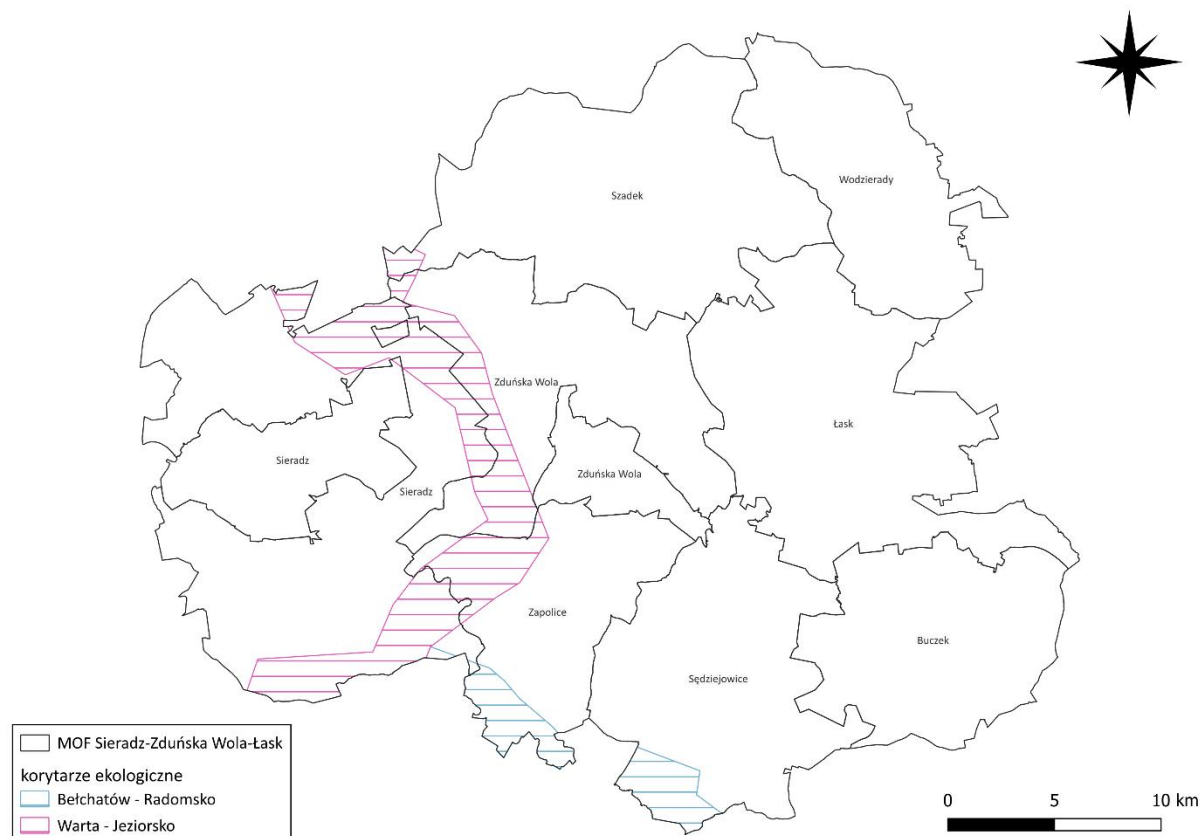 Szadek
Wodzierady
Zduńska Wola
Łask
Sieradz
Zduńska Wola
Sieradz
Zapolice
Buczek
Sędziejowice
MOF Sieradz-Zduńska Wola-Łask
korytarze ekologiczne
Bełchatów - Radomsko
Warta - Jeziorsko
0 5 10 km